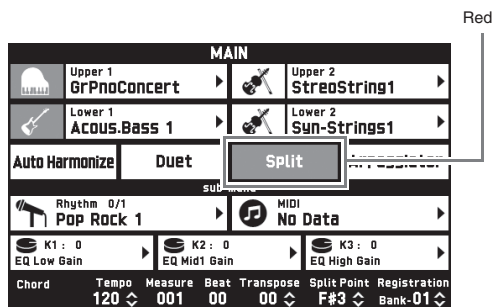 Red
MAIN
Upper 1
GrPnoConcert
Upper 2
StreoString1
Lower 1
Acous.Bass 1
Lower 2
Syn-Strings1
Auto Harmonize
Duet
Split
sub menu
Rhythm 0/1
Pop Rock 1
MIDI
No Data
K1 : 0
EQ Low Gain
K2 : 0
EQ Mid1 Gain
K3 : 0
EQ High Gain
Chord Tempo Measure Beat Transpose Split Point Registration
120 001 00 00 F#3 Bank-01